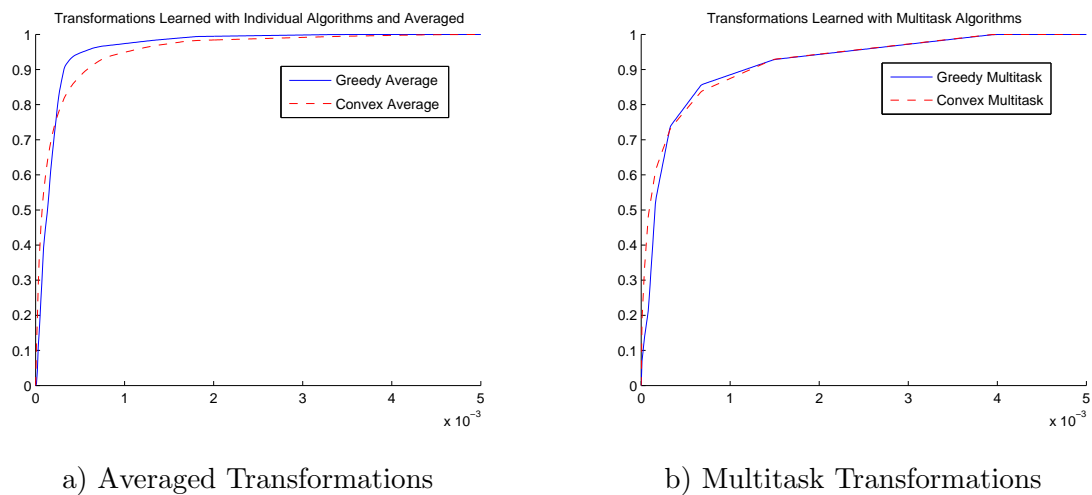 Transformations Learned with Individual Algorithms and Averaged
1
0.9
0.8
0.7
0.6
0.5
0.4
0.3
0.2
0.1
0
0 1 2 3 4 5
x 10⁻³
Greedy Average
Convex Average
a) Averaged Transformations
Transformations Learned with Multitask Algorithms
1
0.9
0.8
0.7
0.6
0.5
0.4
0.3
0.2
0.1
0
0 1 2 3 4 5
x 10⁻³
Greedy Multitask
Convex Multitask
b) Multitask Transformations